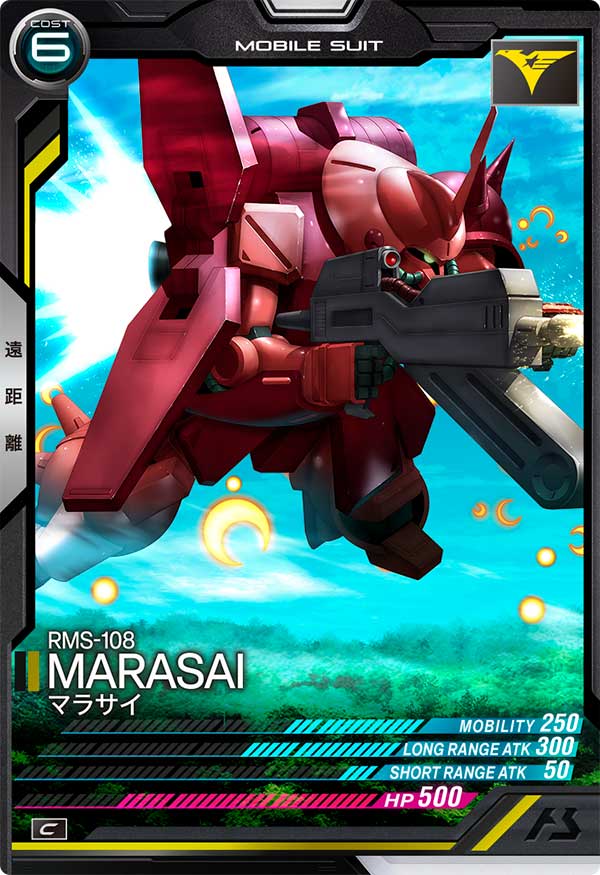 COST
6
MOBILE SUIT
遠距離
RMS-108
MARASAI
マラサイ
MOBILITY 250
LONG RANGE ATK 300
SHORT RANGE ATK 50
HP 500
C